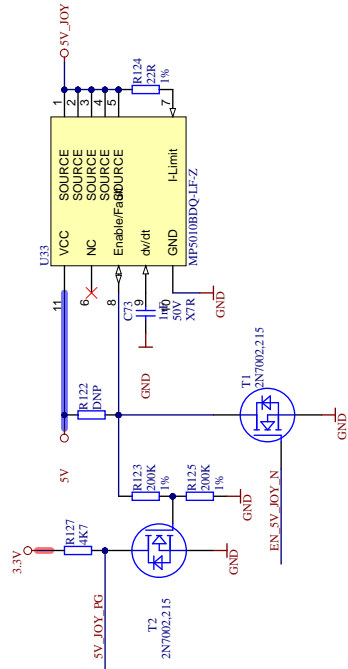 5V_JOY
R124
22R
1%
1
2
3
4
5
7
SOURCE
SOURCE
SOURCE
SOURCE
SOURCE
I-Limit
VCC
NC
Enable/Fault
dv/dt
GND
U33
MP5010BDQ-LF-Z
11
6
8
9
10
C73
1nF
50V
X7R
GND
GND
R122
DNP
5V
T1
2N7002,215
GND
EN_5V_JOY_N
R123
200K
1%
R125
200K
1%
GND
3.3V
R127
4K7
5V_JOY_PG
T2
2N7002,215
GND